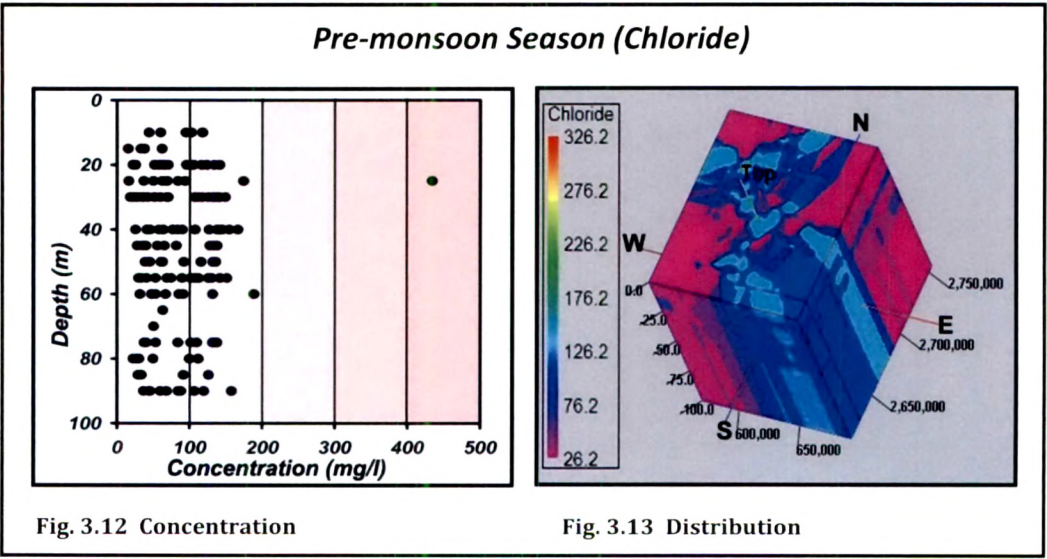 Pre-monsoon Season (Chloride)
0
20
40
60
80
100
Depth (m)
0 100 200 300 400 500
Concentration (mg/l)
Chloride
326.2
276.2
226.2
176.2
126.2
76.2
26.2
N
Top
W
0.0
25.0
50.0
75.0
100.0
S
E
600,000
650,000
2,650,000
2,700,000
2,750,000
Fig. 3.12 Concentration
Fig. 3.13 Distribution